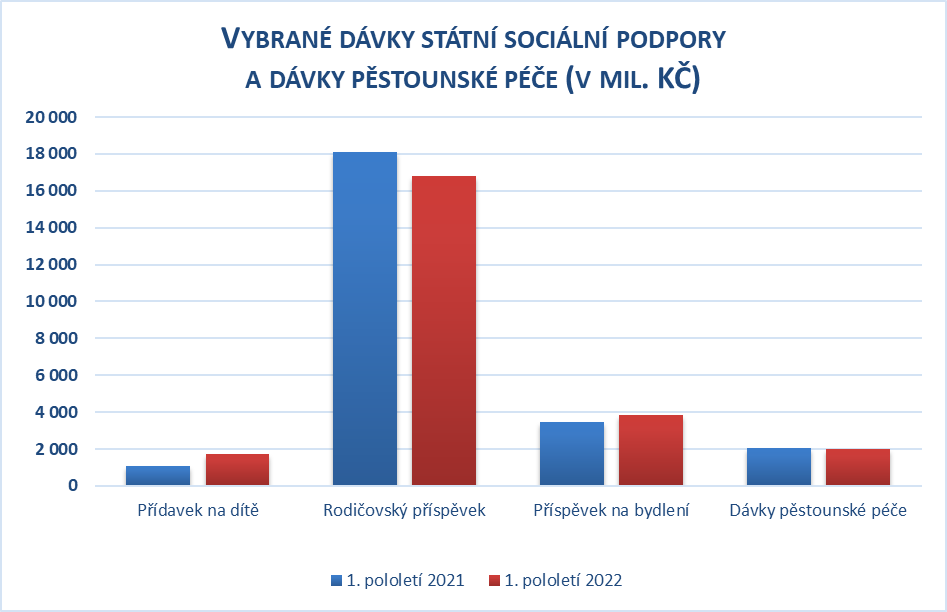 VYBRANÉ DÁVKY STÁTNÍ SOCIÁLNÍ PODPORY
A DÁVKY PĚSTOUNSKÉ PÉČE (V MIL. KČ)
20 000
18 000
16 000
14 000
12 000
10 000
8 000
6 000
4 000
2 000
0
Přídavek na dítě
Rodičovský příspěvek
Příspěvek na bydlení
Dávky pěstounské péče
1. pololetí 2021
1. pololetí 2022